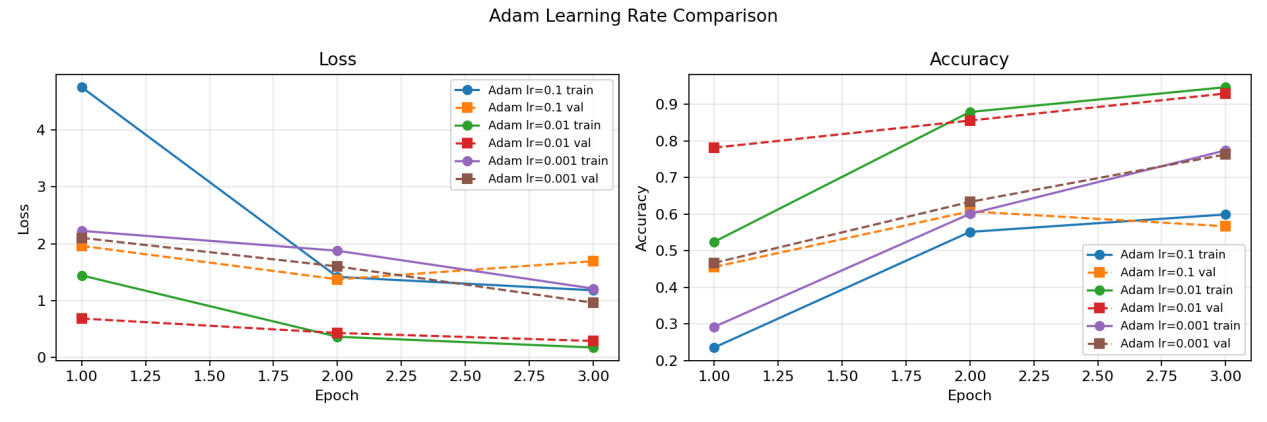 Adam Learning Rate Comparison
Loss
Loss
4
3
2
1
0
1.00 1.25 1.50 1.75 2.00 2.25 2.50 2.75 3.00
Epoch
Adam lr=0.1 train
Adam lr=0.1 val
Adam lr=0.01 train
Adam lr=0.01 val
Adam lr=0.001 train
Adam lr=0.001 val
Accuracy
Accuracy
0.9
0.8
0.7
0.6
0.5
0.4
0.3
0.2
1.00 1.25 1.50 1.75 2.00 2.25 2.50 2.75 3.00
Epoch
Adam lr=0.1 train
Adam lr=0.1 val
Adam lr=0.01 train
Adam lr=0.01 val
Adam lr=0.001 train
Adam lr=0.001 val